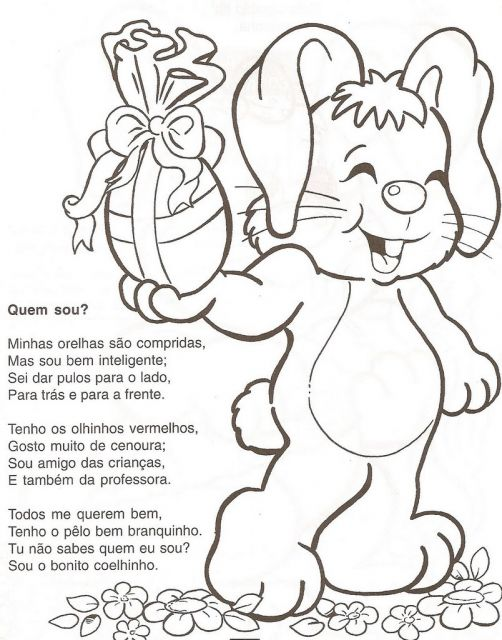 Quem sou?
Minhas orelhas são compridas,
Mas sou bem inteligente;
Sei dar pulos para o lado,
Para trás e para a frente.
Tenho os olhinhos vermelhos,
Gosto muito de cenoura;
Sou amigo das crianças,
E também da professora.
Todos me querem bem,
Tenho o pêlo bem branquinho.
Tu não sabes quem eu sou?
Sou o bonito coelhinho.